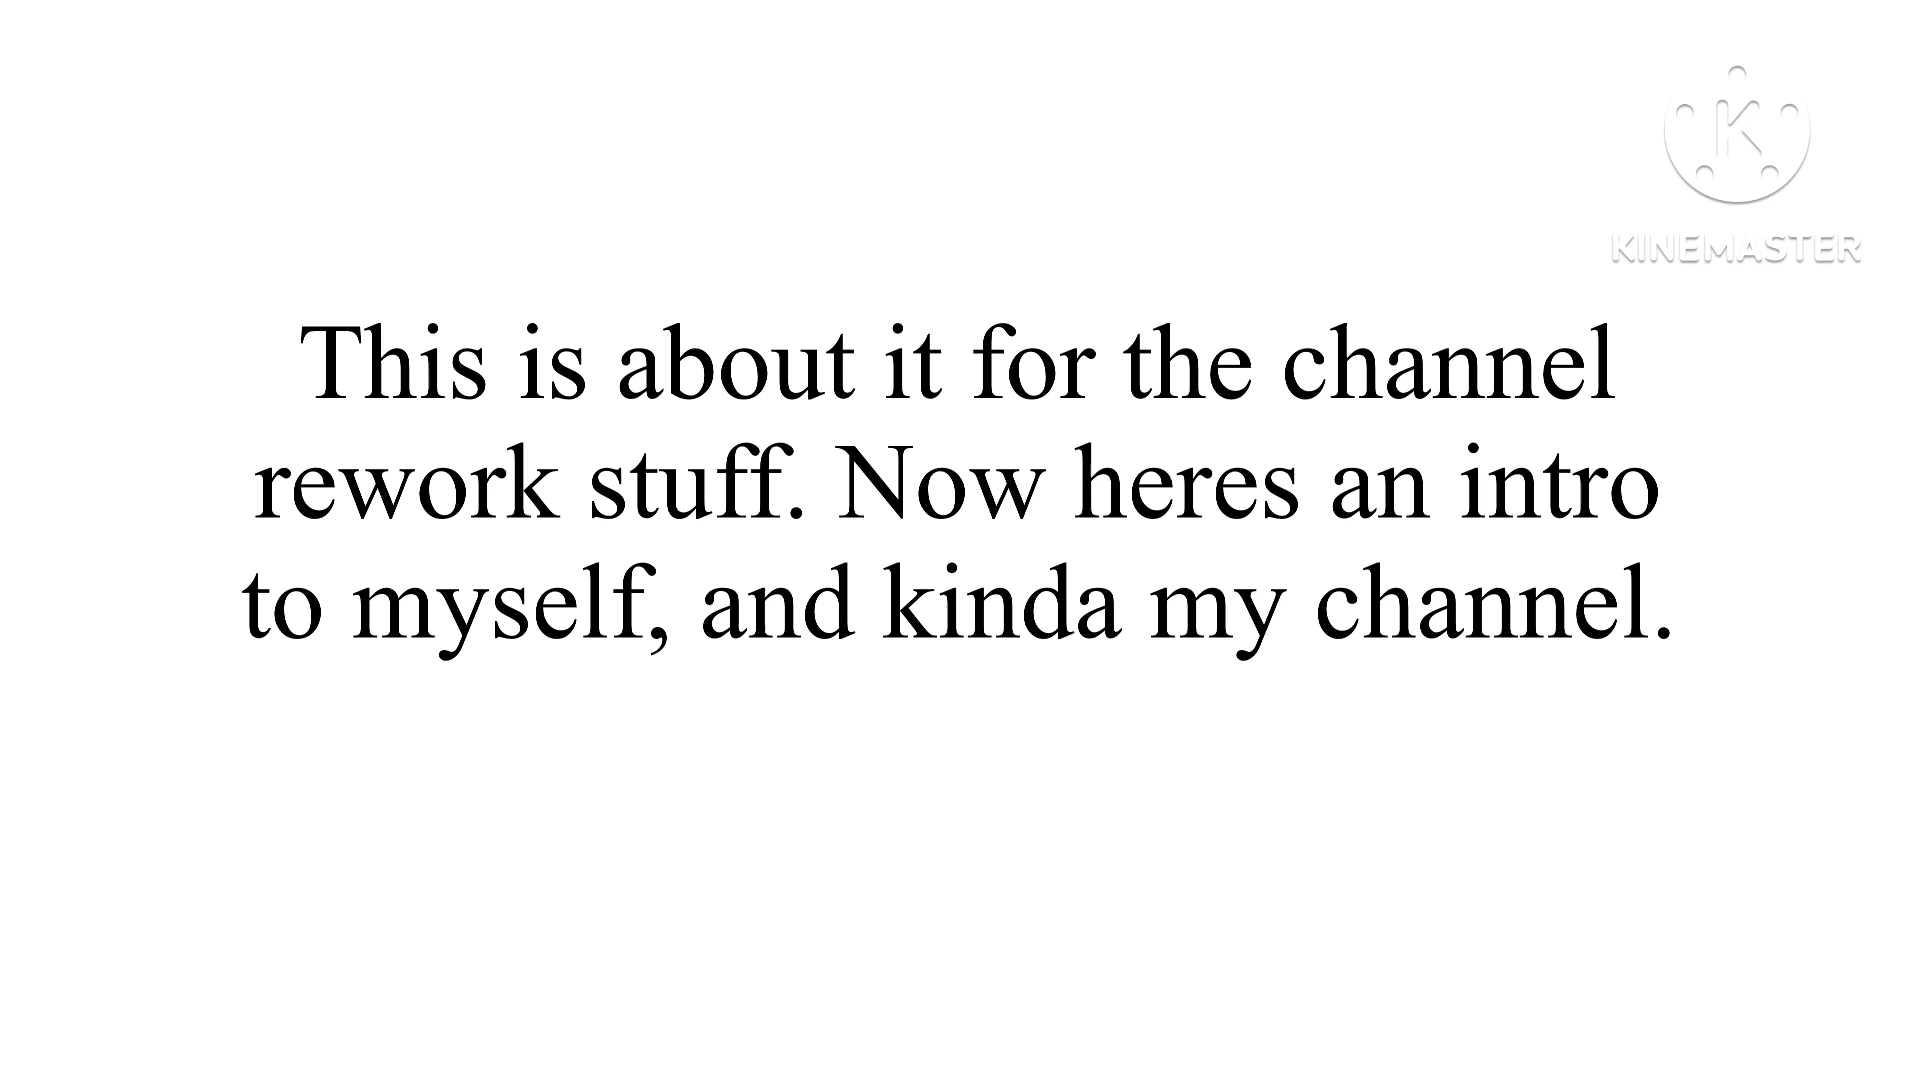 KINEMASTER
This is about it for the channel
rework stuff. Now heres an intro
to myself, and kinda my channel.